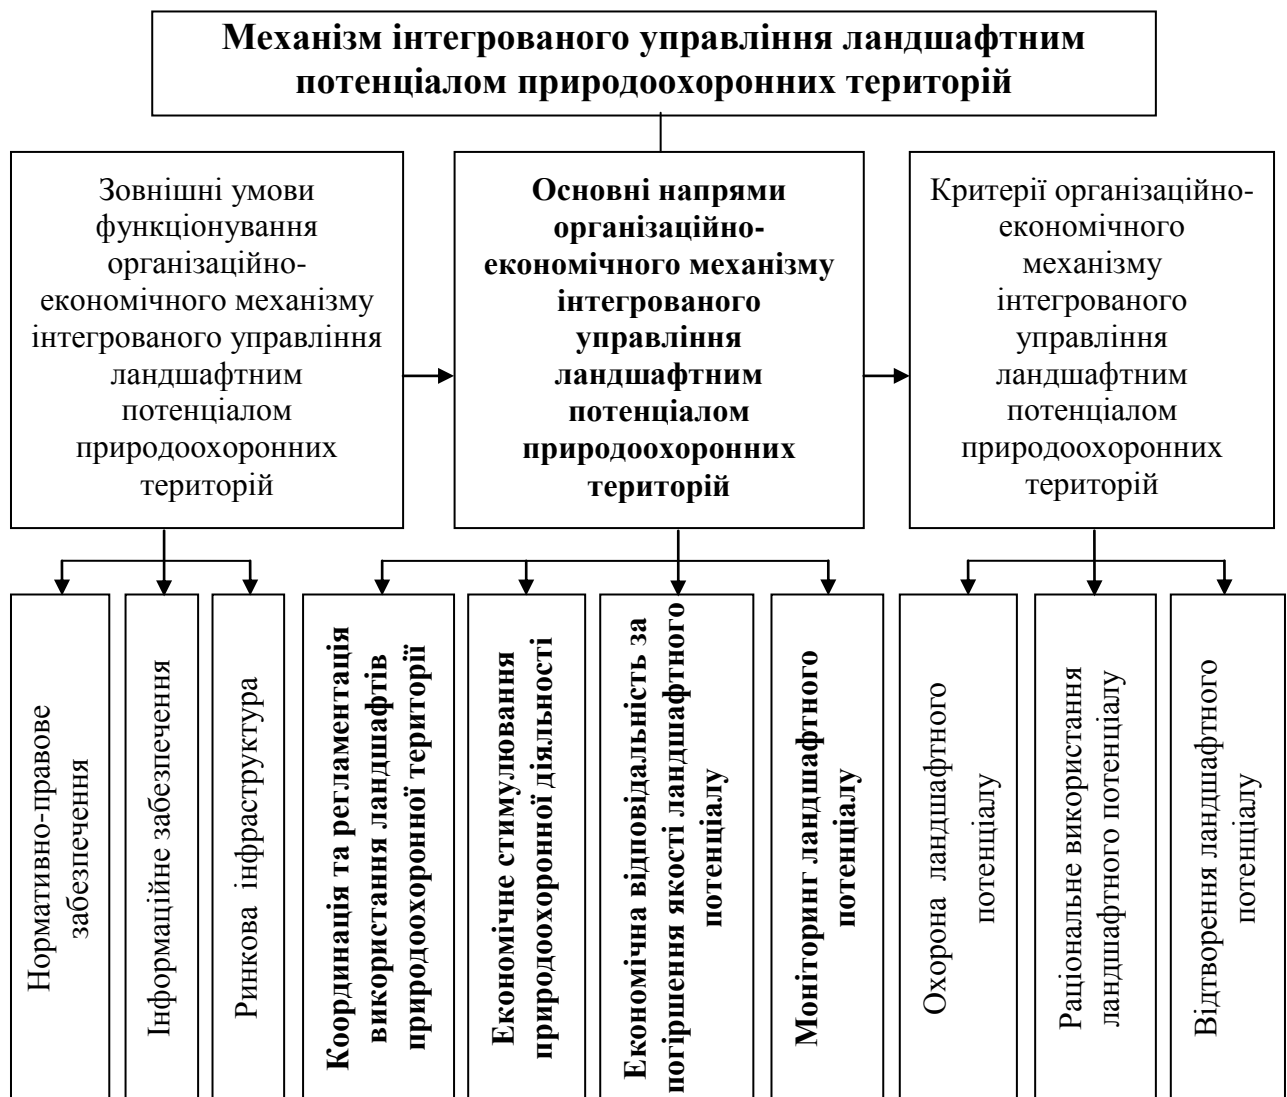 Механізм інтегрованого управління ландшафтним
потенціалом природоохоронних територій
Зовнішні умови
функціонування
організаційно-
економічного механізму
інтегрованого управління
ландшафтним
потенціалом
природоохоронних
територій
Основні напрями
організаційно-
економічного механізму
інтегрованого
управління
ландшафтним
потенціалом
природоохоронних
територій
Критерії організаційно-
економічного
механізму
інтегрованого
управління
ландшафтним
потенціалом
природоохоронних
територій
Нормативно-правове
забезпечення
Інформаційне забезпечення
Ринкова інфраструктура
Координація та регламентація
використання ландшафтів
природоохоронної території
Економічне стимулювання
природоохоронної діяльності
Економічна відповідальність за
погіршення якості ландшафтного
потенціалу
Моніторинг ландшафтного
потенціалу
Охорона ландшафтного
потенціалу
Раціональне використання
ландшафтного потенціалу
Відтворення ландшафтного
потенціалу